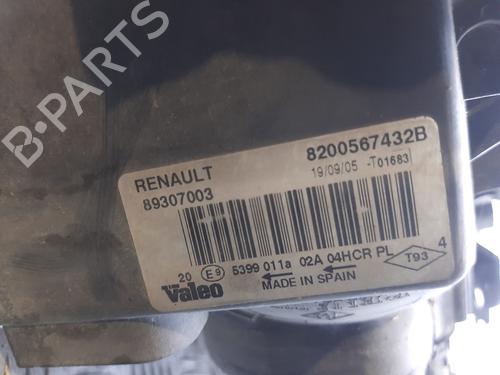 B-PARTS
RENAULT 8200567432B
89307003 19/09/05 -T01683
20 E9 5399 011a 02A 04HCR PL T93 4
Valeo MADE IN SPAIN